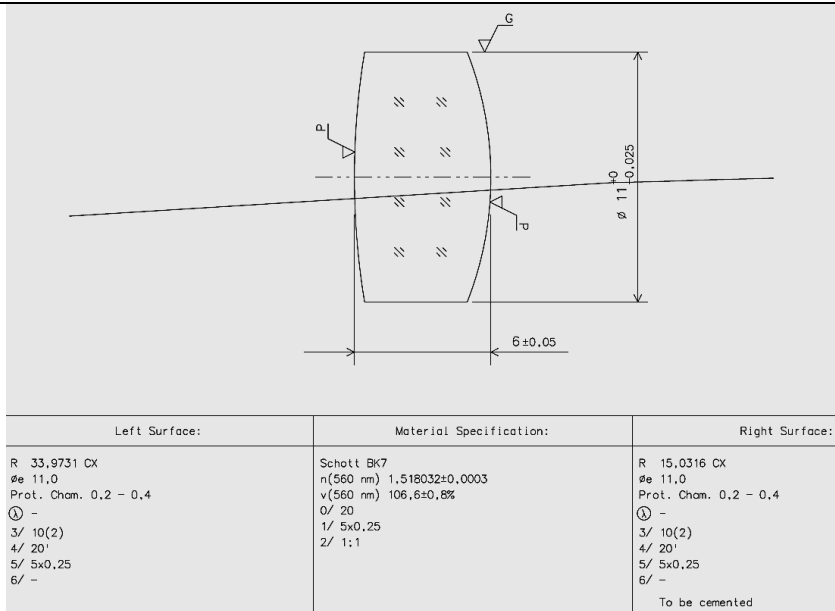 G
P
P
ø 11 +0 -0.025
6±0.05
Left Surface:
R 33,9731 CX
øe 11,0
Prot. Cham. 0,2 - 0,4
ⓛ -
3/ 10(2)
4/ 20'
5/ 5x0,25
6/ -
Material Specification:
Schott BK7
n(560 nm) 1,518032±0.0003
v(560 nm) 106,6±0,8%
0/ 20
1/ 5x0,25
2/ 1:1
Right Surface:
R 15,0316 CX
øe 11,0
Prot. Cham. 0,2 - 0,4
ⓛ -
3/ 10(2)
4/ 20'
5/ 5x0,25
6/ -
To be cemented